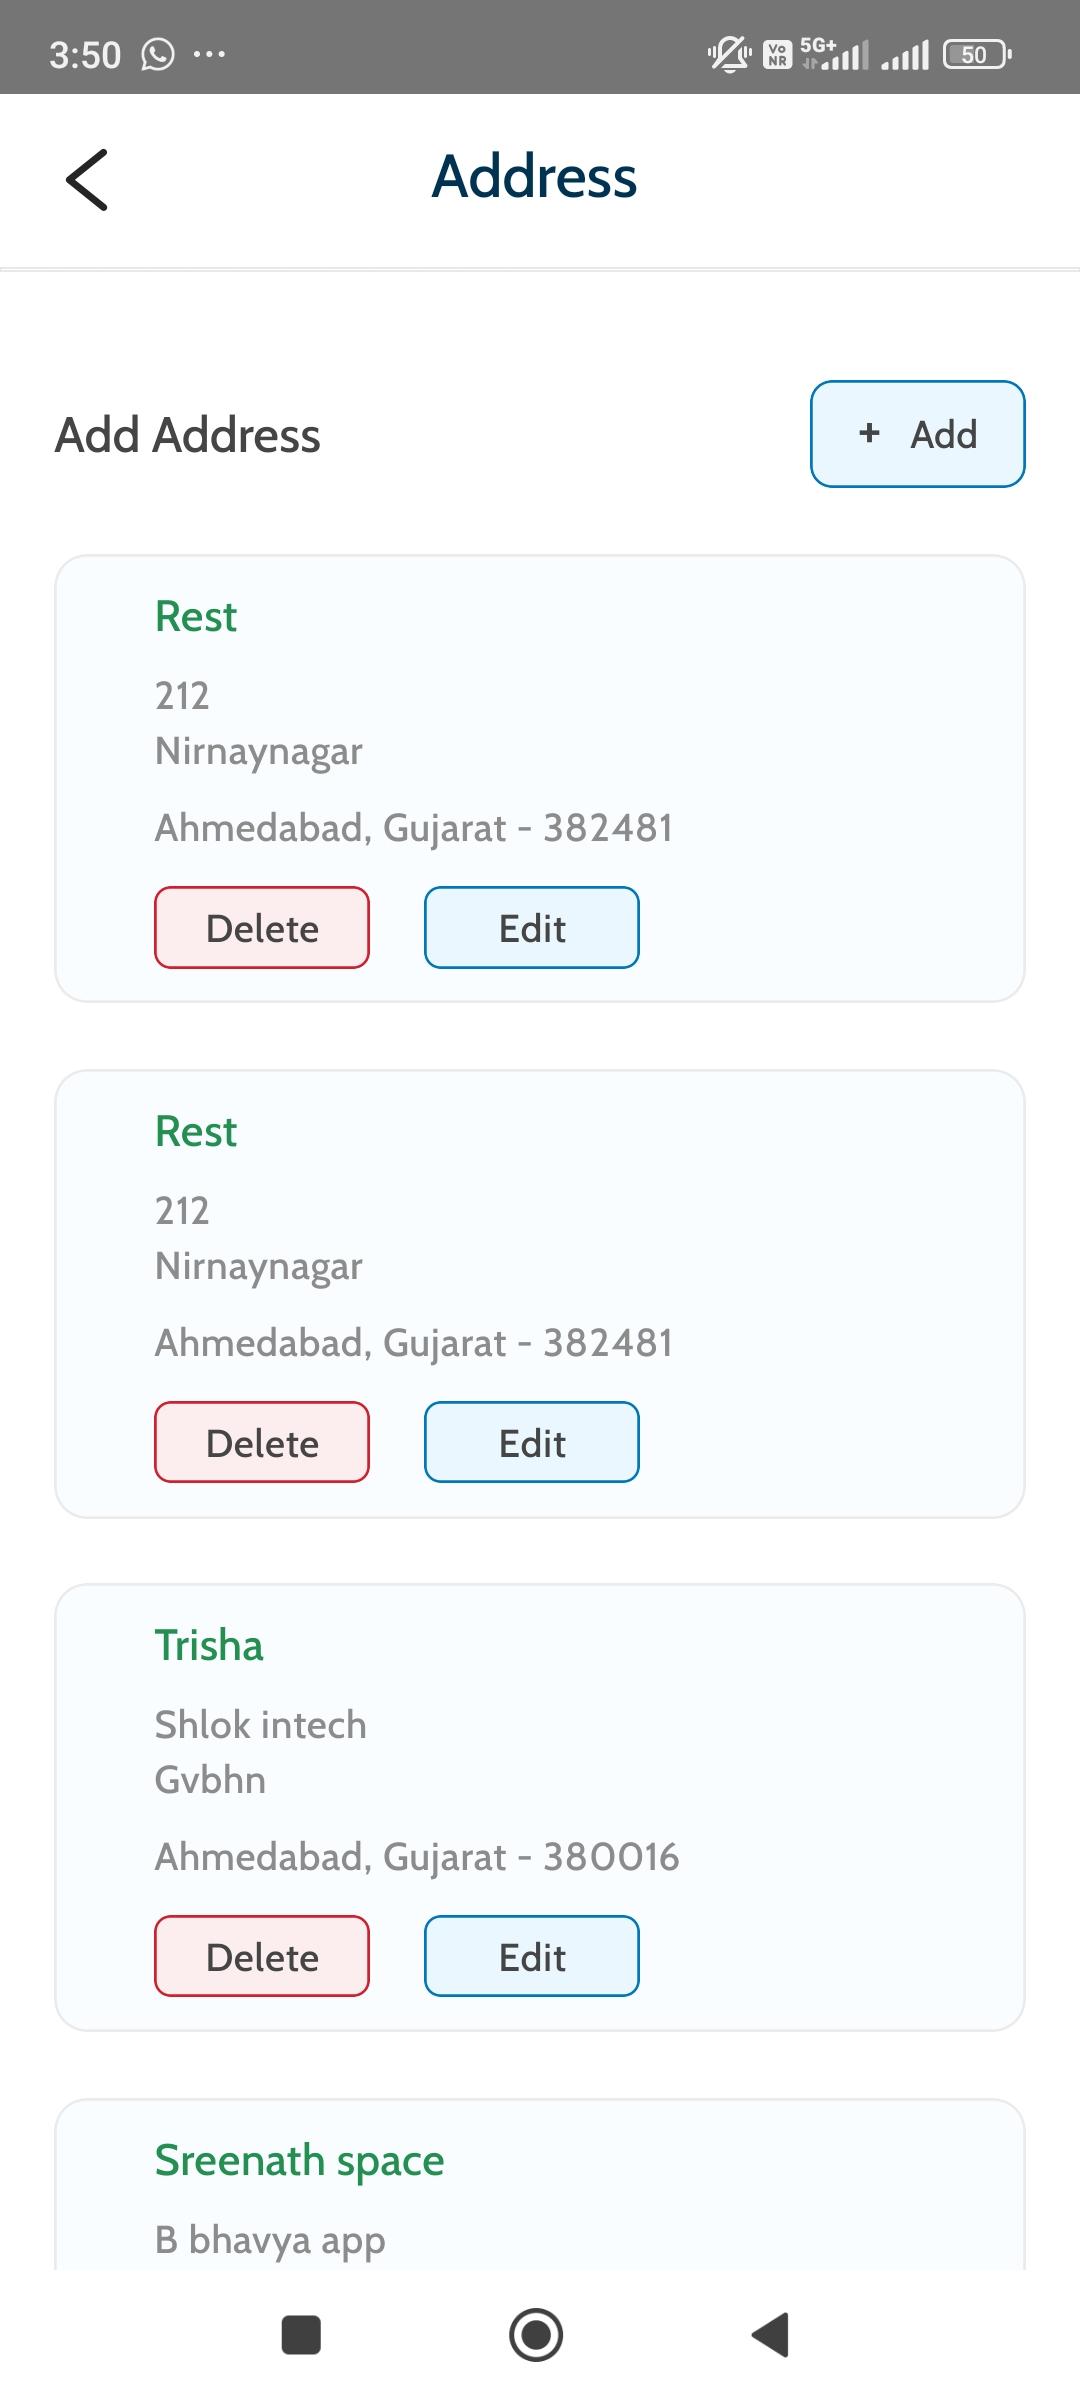 3:50 ... Vo NR 5G+ 50
Address
Add Address
+ Add
Rest
212
Nirnaynagar
Ahmedabad, Gujarat - 382481
Delete Edit
Rest
212
Nirnaynagar
Ahmedabad, Gujarat - 382481
Delete Edit
Trisha
Shlok intech
Gvbhn
Ahmedabad, Gujarat - 380016
Delete Edit
Sreenath space
B bhavya app